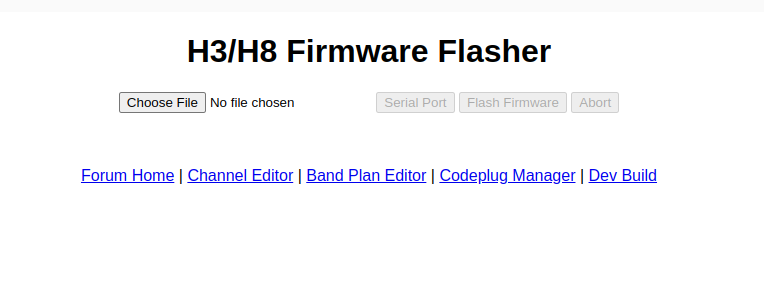 H3/H8 Firmware Flasher
Choose File No file chosen Serial Port Flash Firmware Abort
Forum Home | Channel Editor | Band Plan Editor | Codeplug Manager | Dev Build